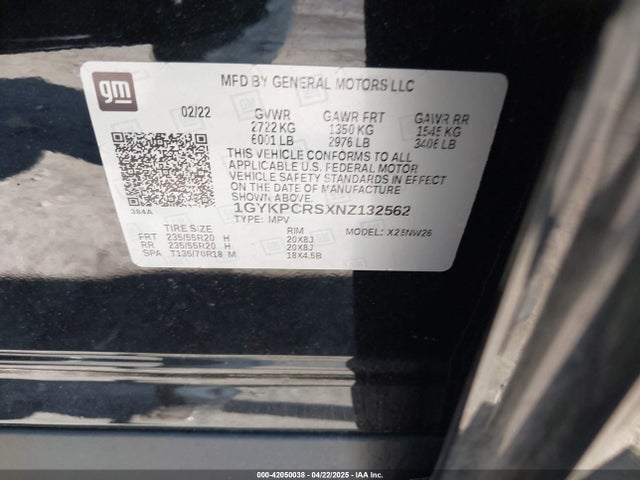 gm
MFD BY GENERAL MOTORS LLC
02/22 GVWR GAWR FRT GAWR RR
2722 KG 1350 KG 1545 KG
6001 LB 2976 LB 3406 LB
THIS VEHICLE CONFORMS TO ALL
APPLICABLE U.S. FEDERAL MOTOR
VEHICLE SAFETY STANDARDS IN EFFECT
ON THE DATE OF MANUFACTURE
SHOWN ABOVE.
384A 1GYKPCRSXNZ132562
TYPE: MPV MODEL: X26NW26
TIRE SIZE RIM
FRT 235/55R20 H 20X8J
RR 235/55R20 H 20X8J
SPA T135/70R18 M 18X4.5B
000-42050038 - 04/22/2025 - IAA, Inc.